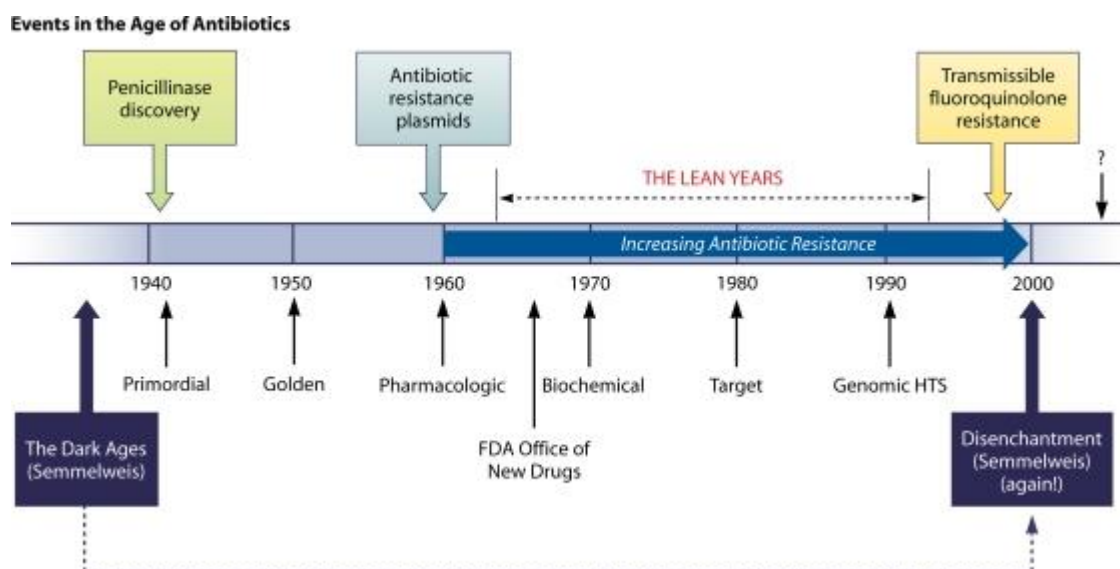 Events in the Age of Antibiotics
Penicillinase
discovery
Antibiotic
resistance
plasmids
Transmissible
fluoroquinolone
resistance
THE LEAN YEARS
?
Increasing Antibiotic Resistance
1940
1950
1960
1970
1980
1990
2000
Primordial
Golden
Pharmacologic
Biochemical
Target
Genomic HTS
FDA Office of
New Drugs
The Dark Ages
(Semmelweis)
Disenchantment
(Semmelweis)
(again!)